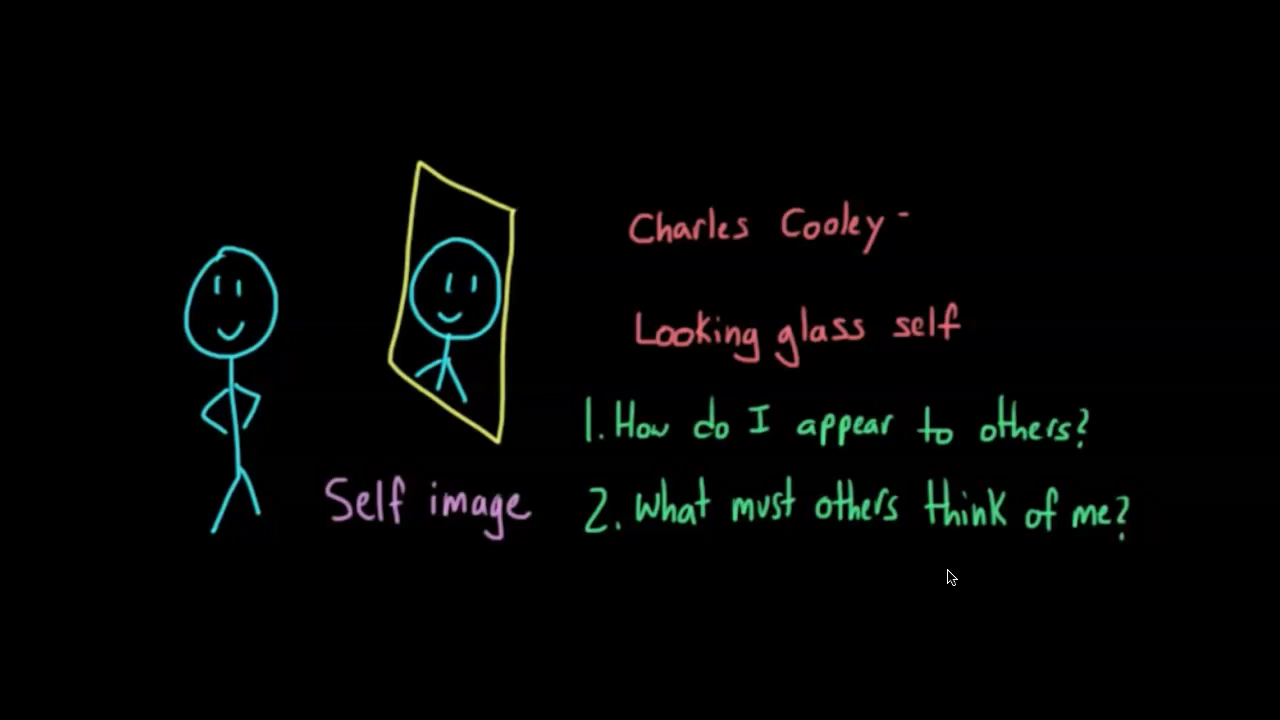 Charles Cooley -
Looking glass self
1. How do I appear to others?
Self image
2. What must others think of me?